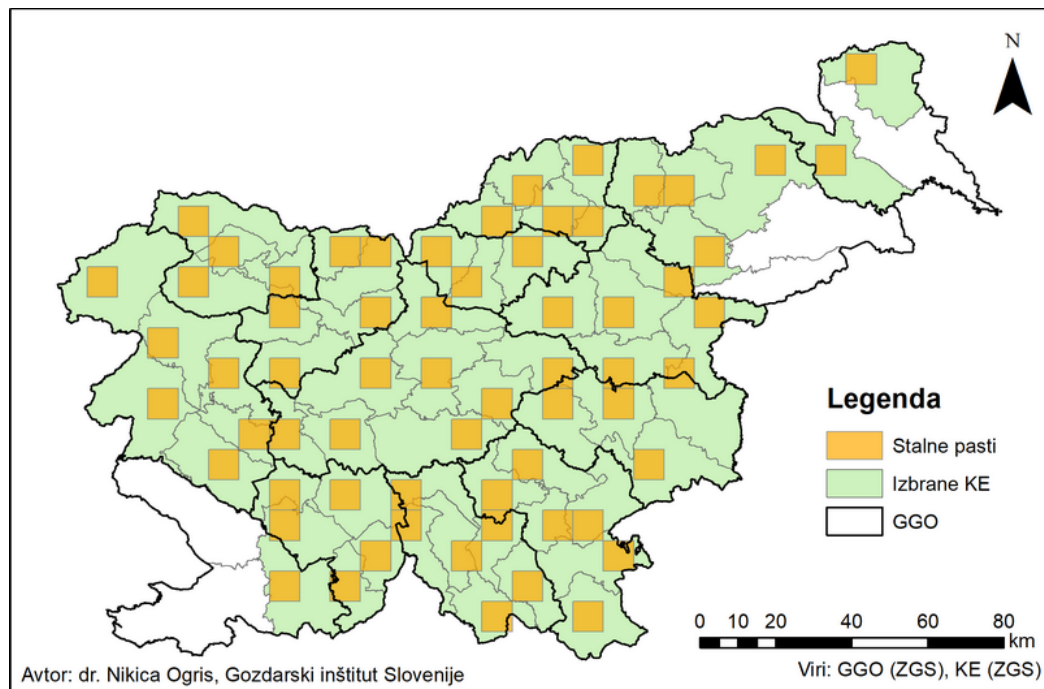 N
Legenda
Stalne pasti
Izbrane KE
GGO
0 10 20 40 60 80
km
Avtor: dr. Nikica Ogris, Gozdarski inštitut Slovenije
Viri: GGO (ZGS), KE (ZGS)